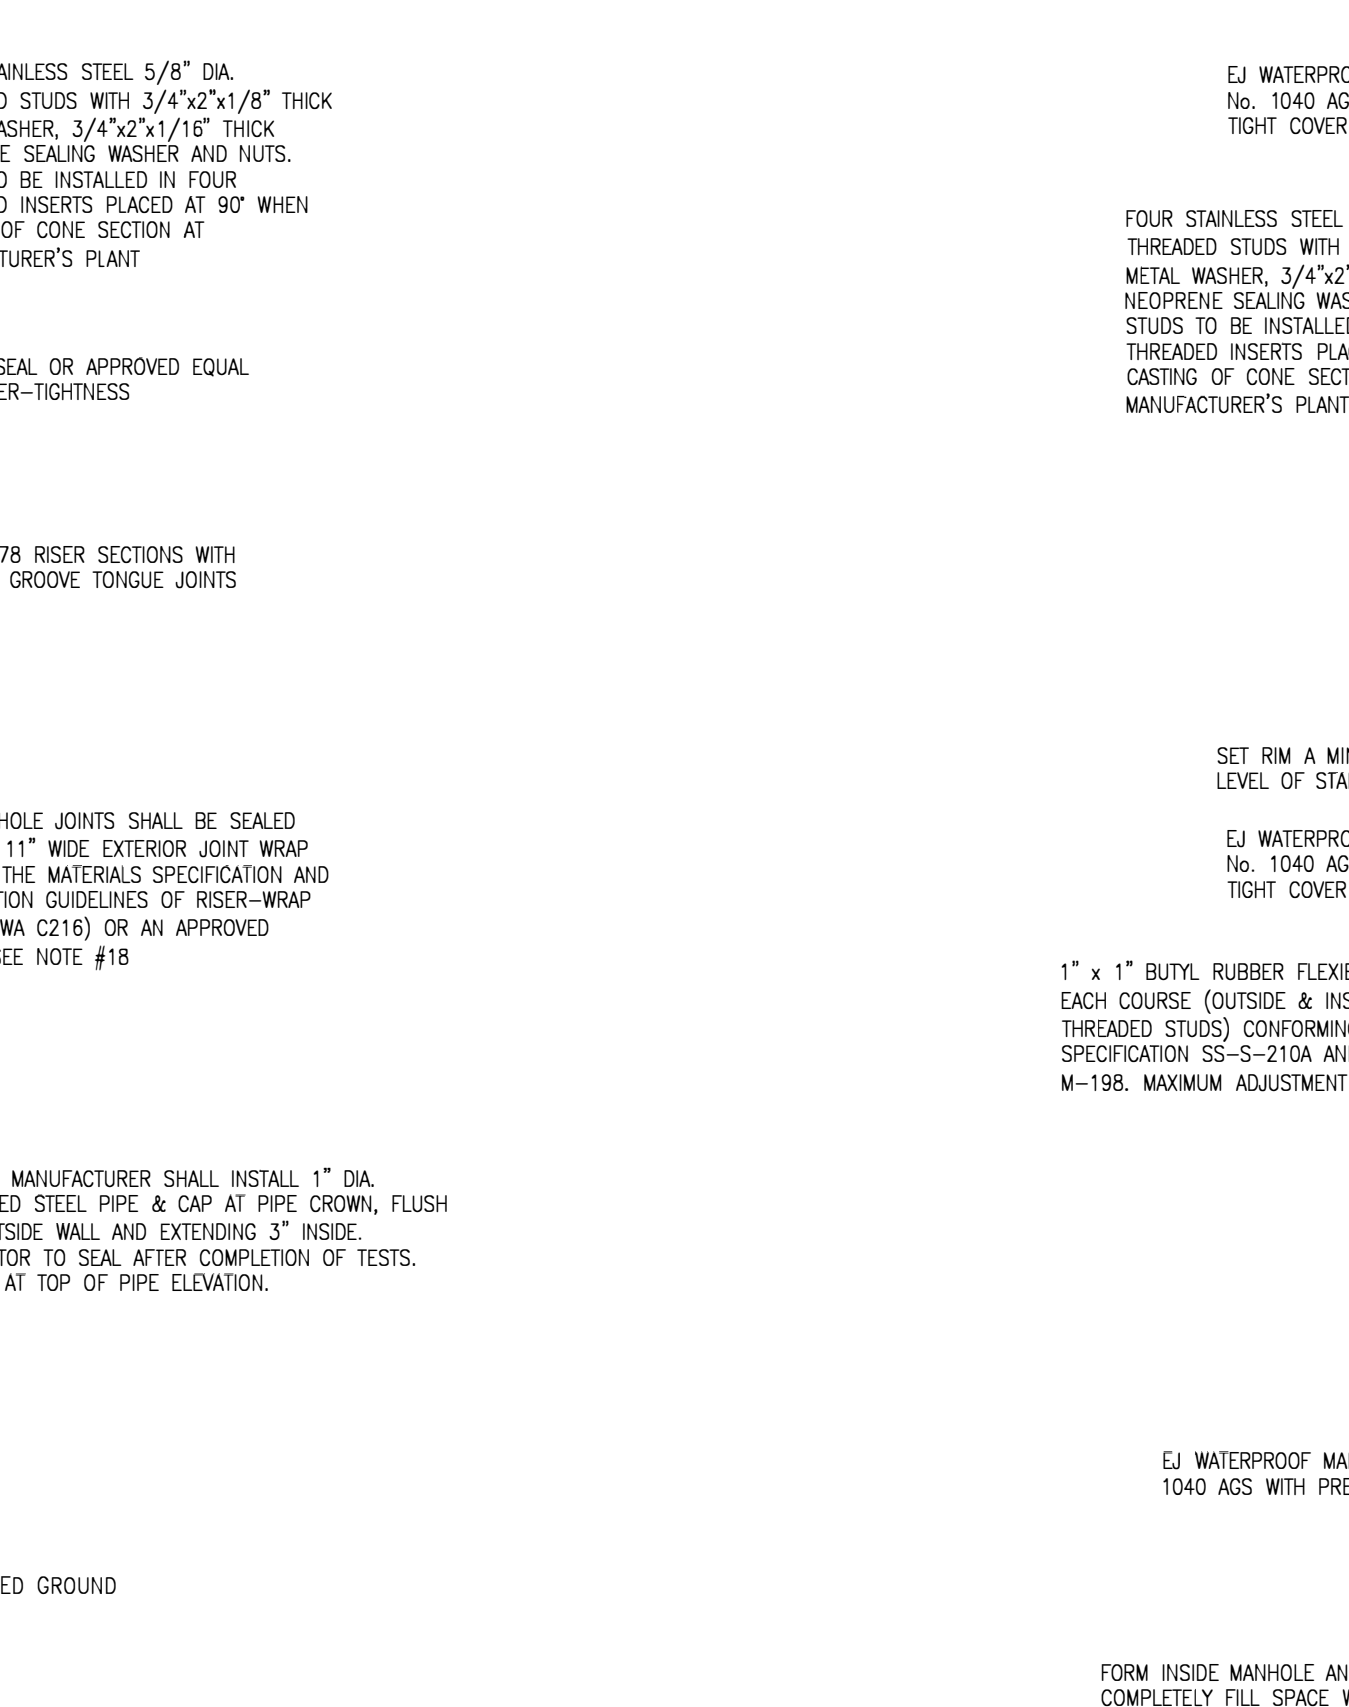 AINLESS STEEL 5/8" DIA.
D STUDS WITH 3/4"x2"x1/8" THICK
ASHER, 3/4"x2"x1/16" THICK
E SEALING WASHER AND NUTS.
O BE INSTALLED IN FOUR
D INSERTS PLACED AT 90° WHEN
OF CONE SECTION AT
TURER'S PLANT
SEAL OR APPROVED EQUAL
ER-TIGHTNESS
78 RISER SECTIONS WITH
GROOVE TONGUE JOINTS
HOLE JOINTS SHALL BE SEALED
11" WIDE EXTERIOR JOINT WRAP
THE MATERIALS SPECIFICATION AND
TION GUIDELINES OF RISER-WRAP
WA C216) OR AN APPROVED
SEE NOTE #18
MANUFACTURER SHALL INSTALL 1" DIA.
ED STEEL PIPE & CAP AT PIPE CROWN, FLUSH
TSIDE WALL AND EXTENDING 3" INSIDE.
TOR TO SEAL AFTER COMPLETION OF TESTS.
AT TOP OF PIPE ELEVATION.
ED GROUND
EJ WATERPRO
No. 1040 AG
TIGHT COVER
FOUR STAINLESS STEEL
THREADED STUDS WITH
METAL WASHER, 3/4"x2"
NEOPRENE SEALING WAS
STUDS TO BE INSTALLED
THREADED INSERTS PLA
CASTING OF CONE SECT
MANUFACTURER'S PLANT
SET RIM A MIN
LEVEL OF STA
EJ WATERPRO
No. 1040 AG
TIGHT COVER
1" x 1" BUTYL RUBBER FLEXIB
EACH COURSE (OUTSIDE & INS
THREADED STUDS) CONFORMING
SPECIFICATION SS-S-210A AN
M-198. MAXIMUM ADJUSTMENT
EJ WATERPROOF MA
1040 AGS WITH PRE
FORM INSIDE MANHOLE AN
COMPLETELY FILL SPACE W